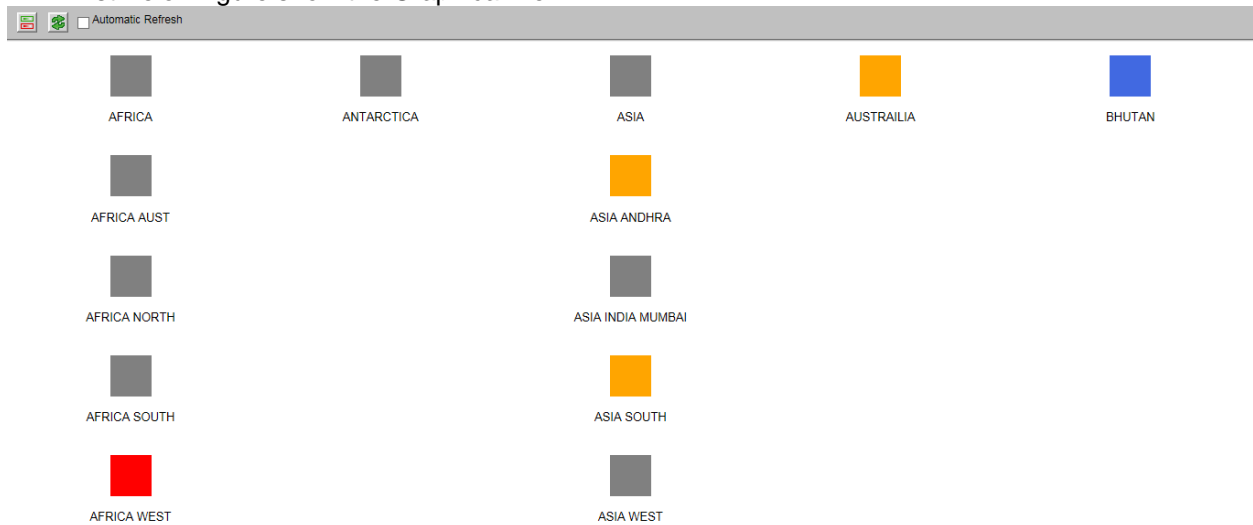 Automatic Refresh
AFRICA ANTARCTICA ASIA AUSTRAILIA BHUTAN
AFRICA AUST ASIA ANDHRA
AFRICA NORTH ASIA INDIA MUMBAI
AFRICA SOUTH ASIA SOUTH
AFRICA WEST ASIA WEST